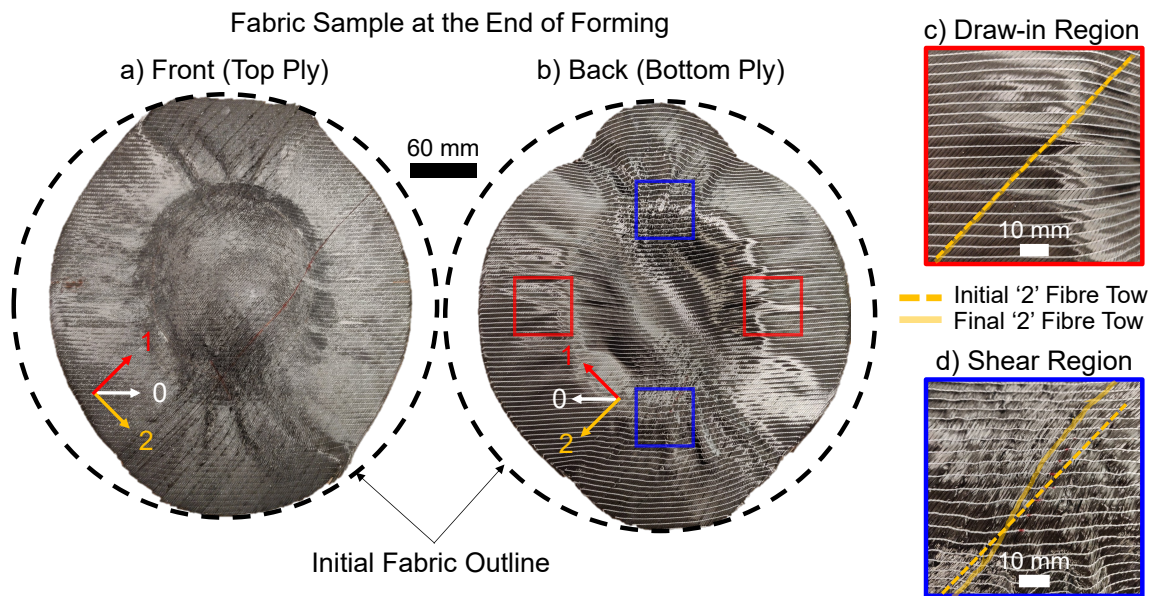 Fabric Sample at the End of Forming
a) Front (Top Ply)
b) Back (Bottom Ply)
60 mm
1
0
2
1
0
2
Initial Fabric Outline
c) Draw-in Region
10 mm
Initial ‘2’ Fibre Tow
Final ‘2’ Fibre Tow
d) Shear Region
10 mm